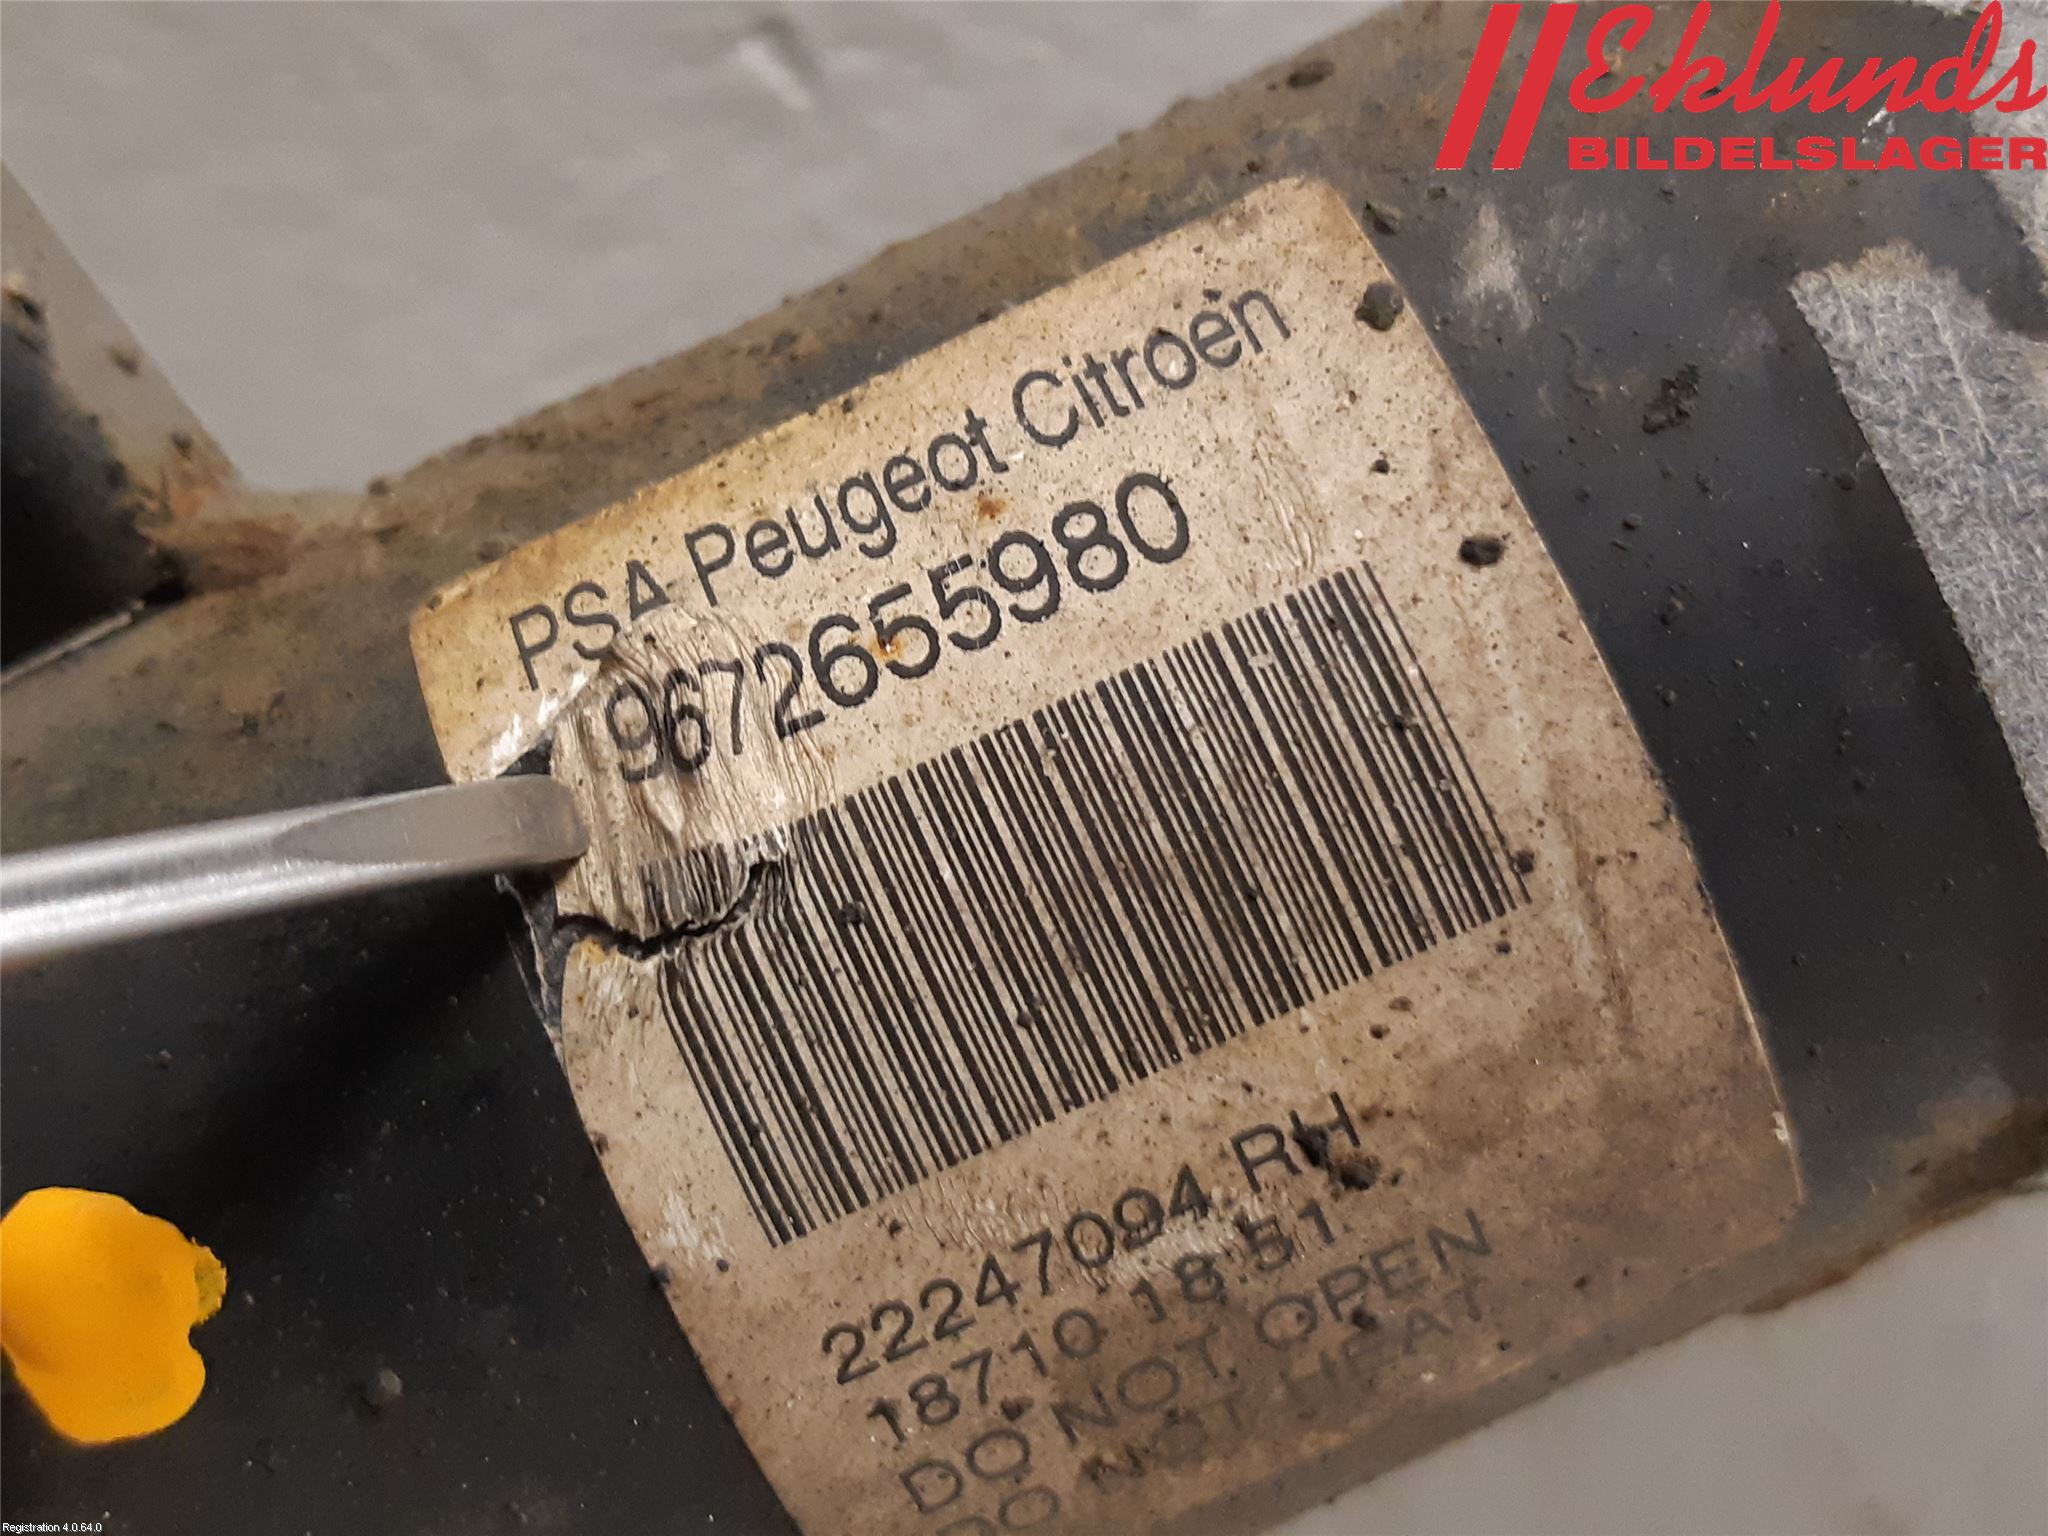 Eklunds
BILDELSLAGER
PSA Peugeot Citroën
9672655980
22247094 RH
18710 18:51
DO NOT OPEN
DO NOT HEAT
Registration 4.0.64.0